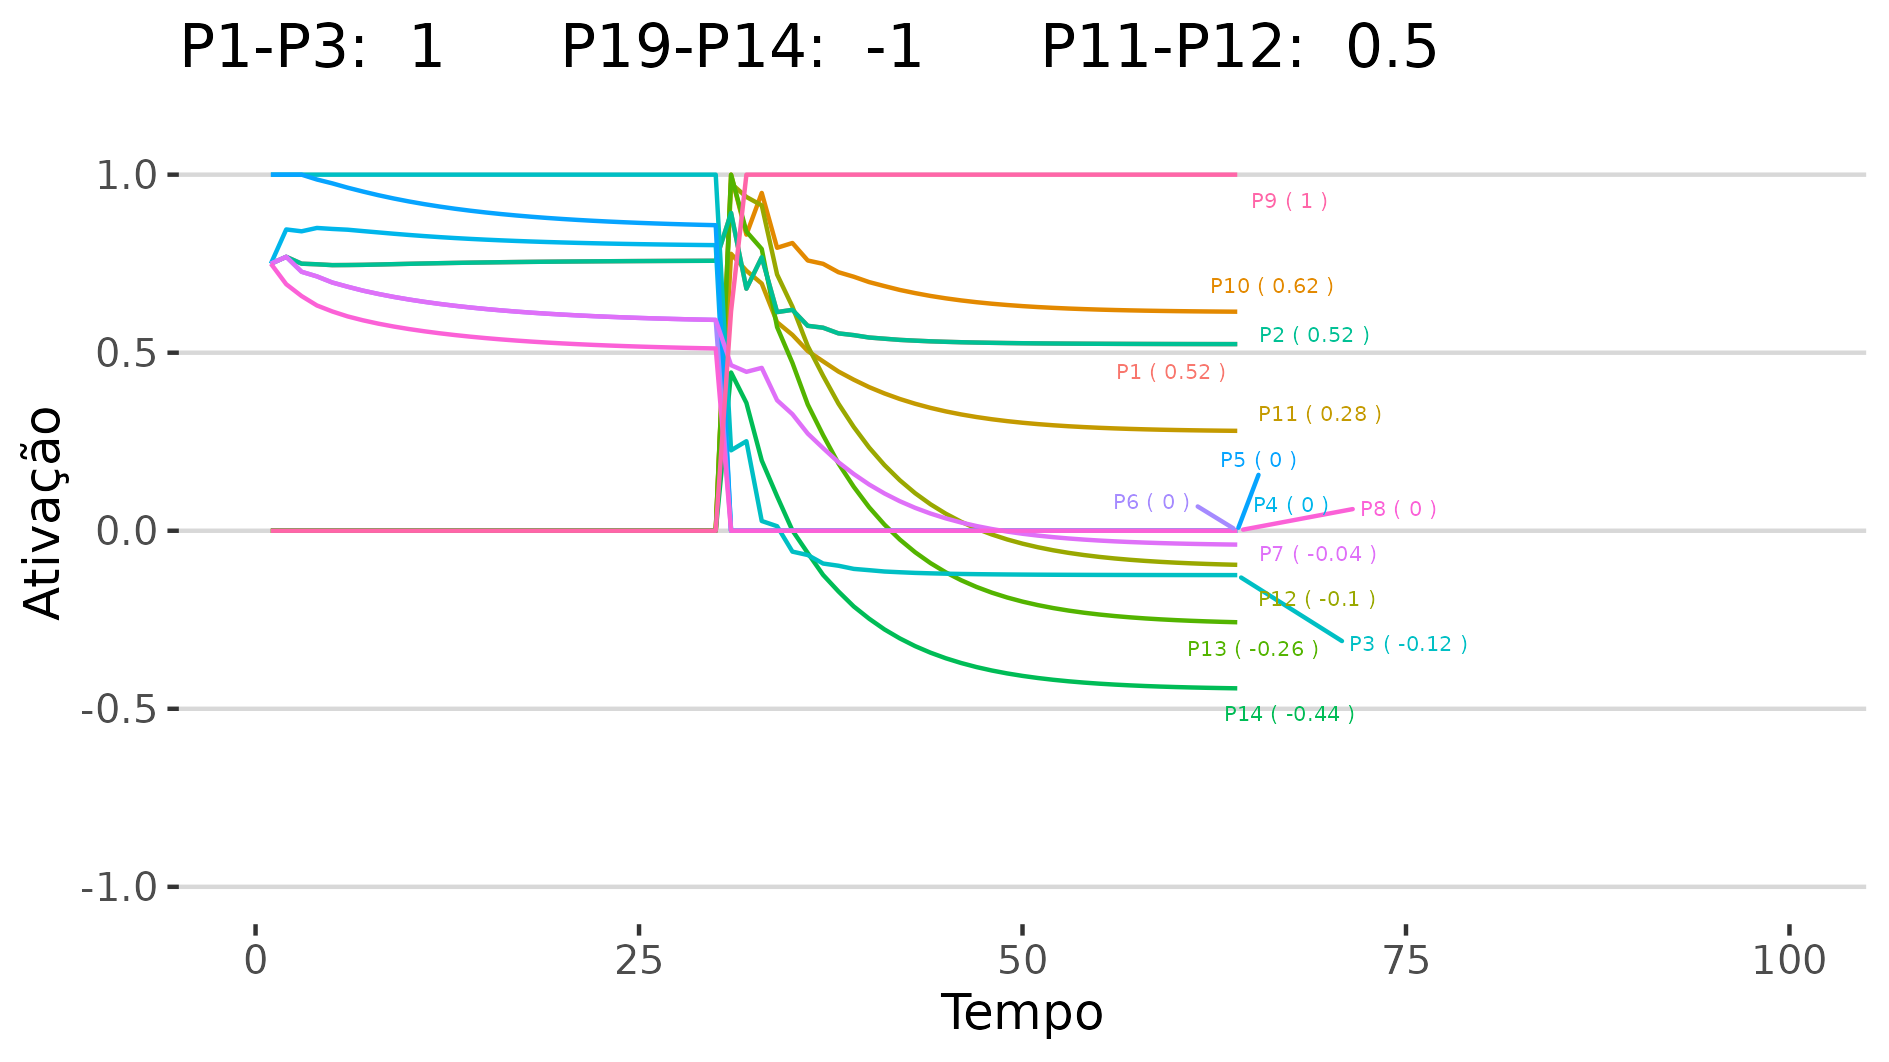 P1-P3:  1      P19-P14:  -1      P11-P12:  0.5
1.0
P9 ( 1 )
P10 ( 0.62 )
P2 ( 0.52 )
0.5
P1 ( 0.52 )
P11 ( 0.28 )
P5 ( 0 )
P6 ( 0 )
P4 ( 0 )
P8 ( 0 )
0.0
P7 ( -0.04 )
P12 ( -0.1 )
P3 ( -0.12 )
P13 ( -0.26 )
-0.5
P14 ( -0.44 )
-1.0
Ativação
0 25 50 75 100
Tempo